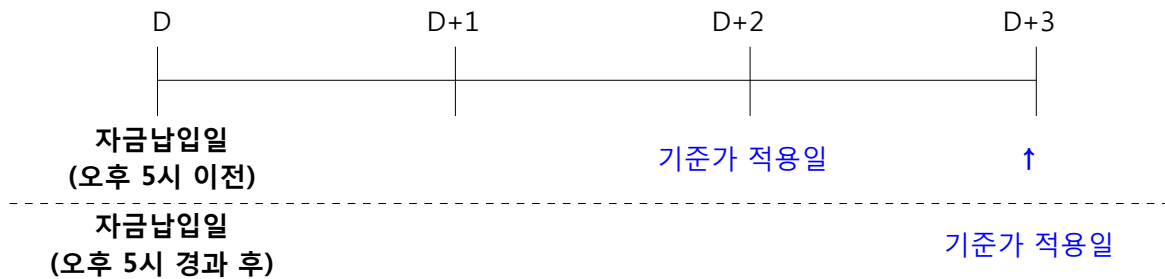 D D+1 D+2 D+3
자금납입일
(오후 5시 이전)
기준가 적용일 ↑
자금납입일
(오후 5시 경과 후)
기준가 적용일